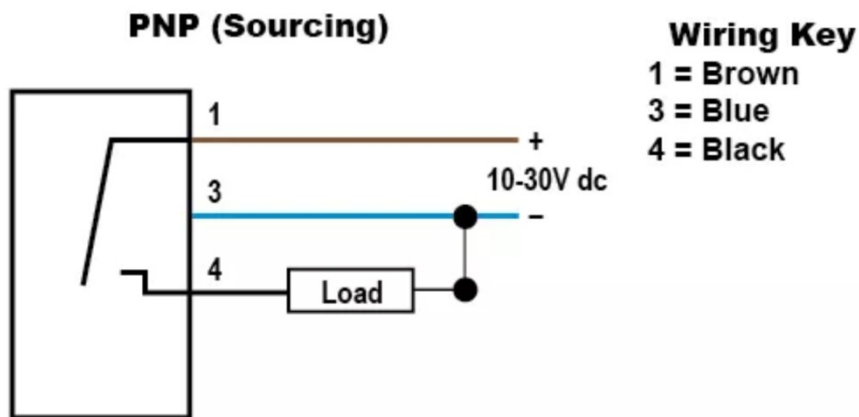 PNP (Sourcing)
Wiring Key
1 = Brown
3 = Blue
4 = Black
1
+
10-30V dc
3
–
4
Load